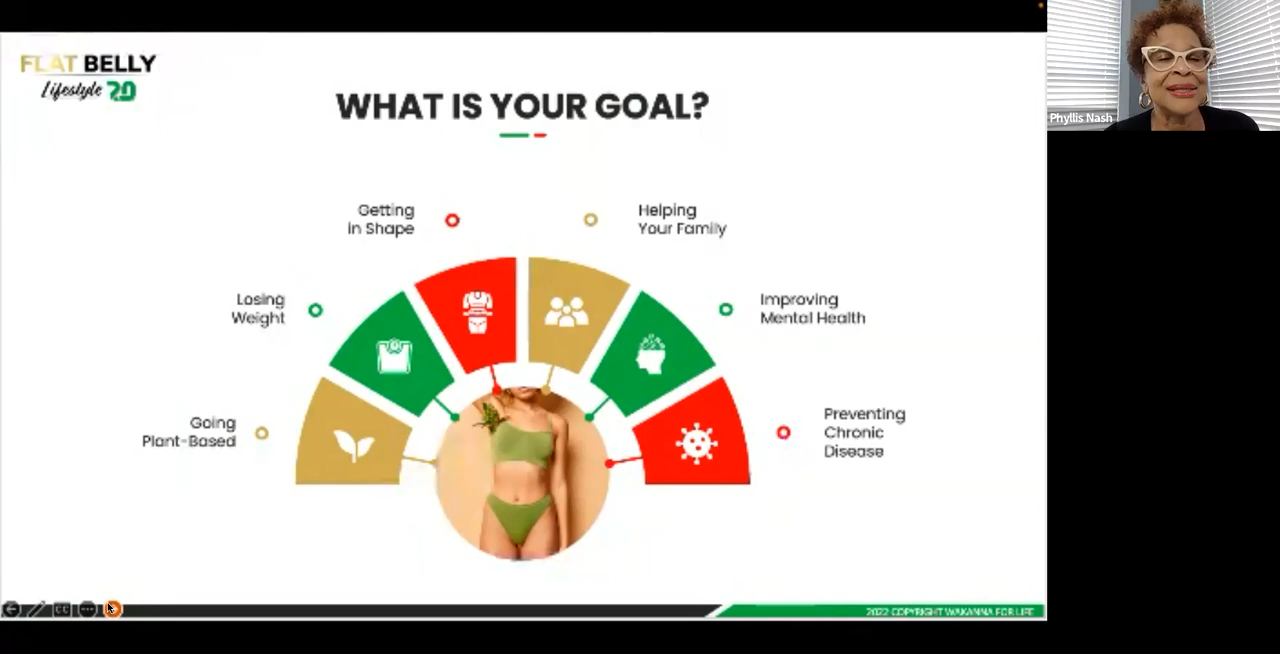 FLAT BELLY
Lifestyle 2.0
WHAT IS YOUR GOAL?
Getting
in Shape
Helping
Your Family
Losing
Weight
Improving
Mental Health
Going
Plant-Based
Preventing
Chronic
Disease
CC
2022 COPYRIGHT WAKANNA FOR LIFE
Phyllis Nash